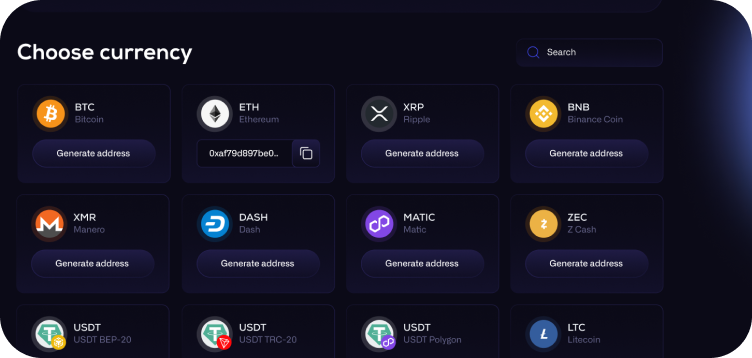 Choose currency
Search
BTC
Bitcoin
Generate address
ETH
Ethereum
0xaf79d897be0..
XRP
Ripple
Generate address
BNB
Binance Coin
Generate address
XMR
Manero
Generate address
DASH
Dash
Generate address
MATIC
Matic
Generate address
ZEC
Z Cash
Generate address
USDT
USDT BEP-20
USDT
USDT TRC-20
USDT
USDT Polygon
LTC
Litecoin